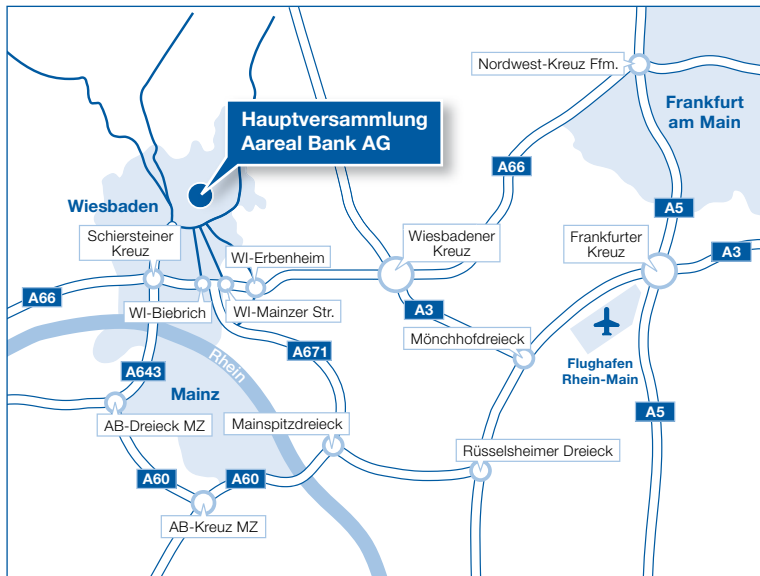 Nordwest-Kreuz Ffm.
Frankfurt
am Main
Hauptversammlung
Aareal Bank AG
A66
Wiesbaden
A5
Schiersteiner
Kreuz
WI-Erbenheim
Wiesbadener
Kreuz
Frankfurter
Kreuz
A3
A66
WI-Biebrich
WI-Mainzer Str.
A3
Mönchhofdreieck
Rhein
A671
Flughafen
Rhein-Main
A643
Mainz
A5
AB-Dreieck MZ
Mainspitzdreieck
Rüsselsheimer Dreieck
A60
A60
AB-Kreuz MZ